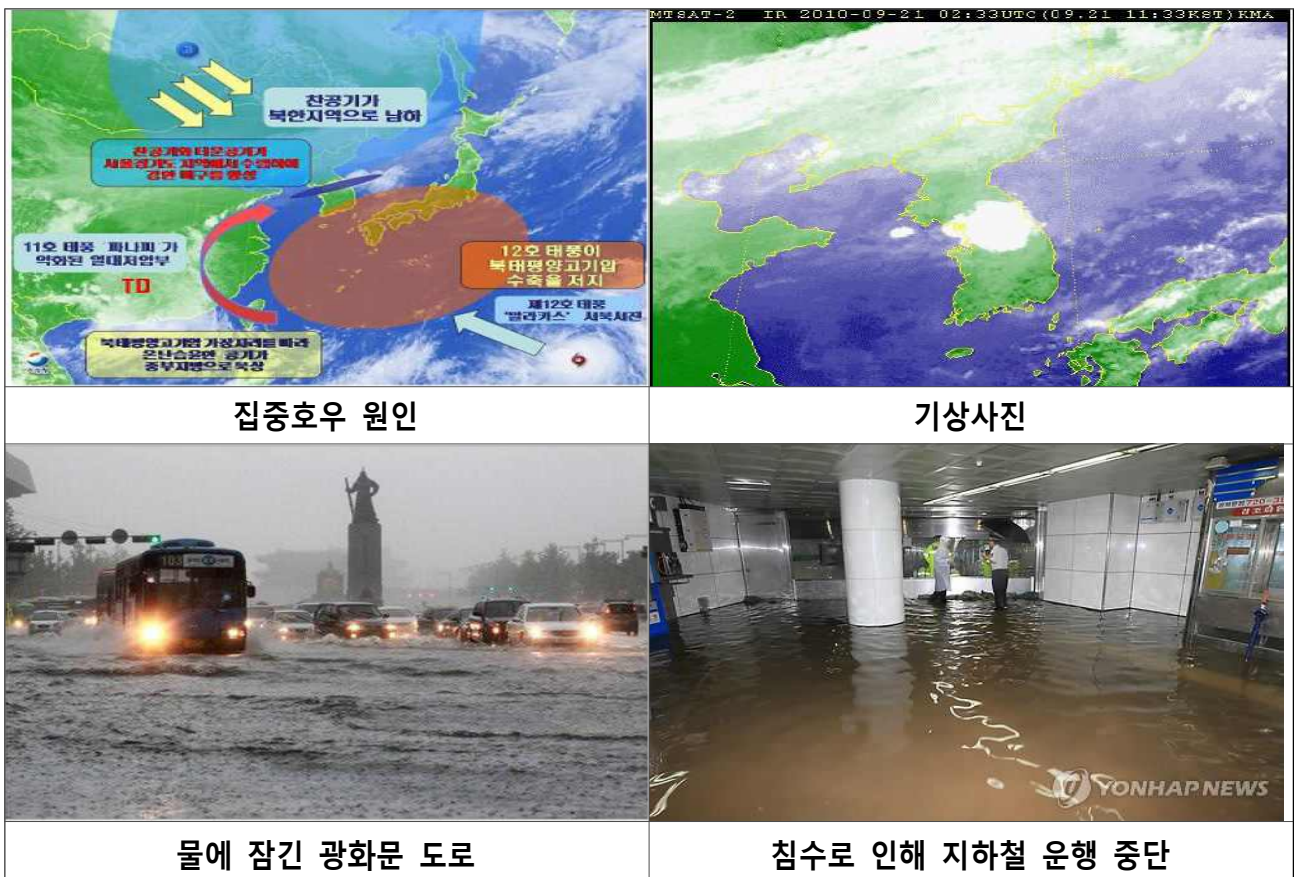 MTSAT-2 IR 2010-09-21 02:33UTC(09.21 11:33KST)KMA
찬공기가
북한지역으로 남하
찬공기와 더운공기가
서울경기도 지역에서 수렴하여
강한 비구름 형성
11호 태풍 '파나피'가
약화된 열대저압부
TD
12호 태풍이
북태평양고기압
수축을 저지
제12호 태풍
'말라카스' 서북서진
북태평양고기압 가장자리를 따라
온난습윤한 공기가
중부지방으로 북상
집중호우 원인
기상사진
103
YONHAP NEWS
물에 잠긴 광화문 도로
침수로 인해 지하철 운행 중단